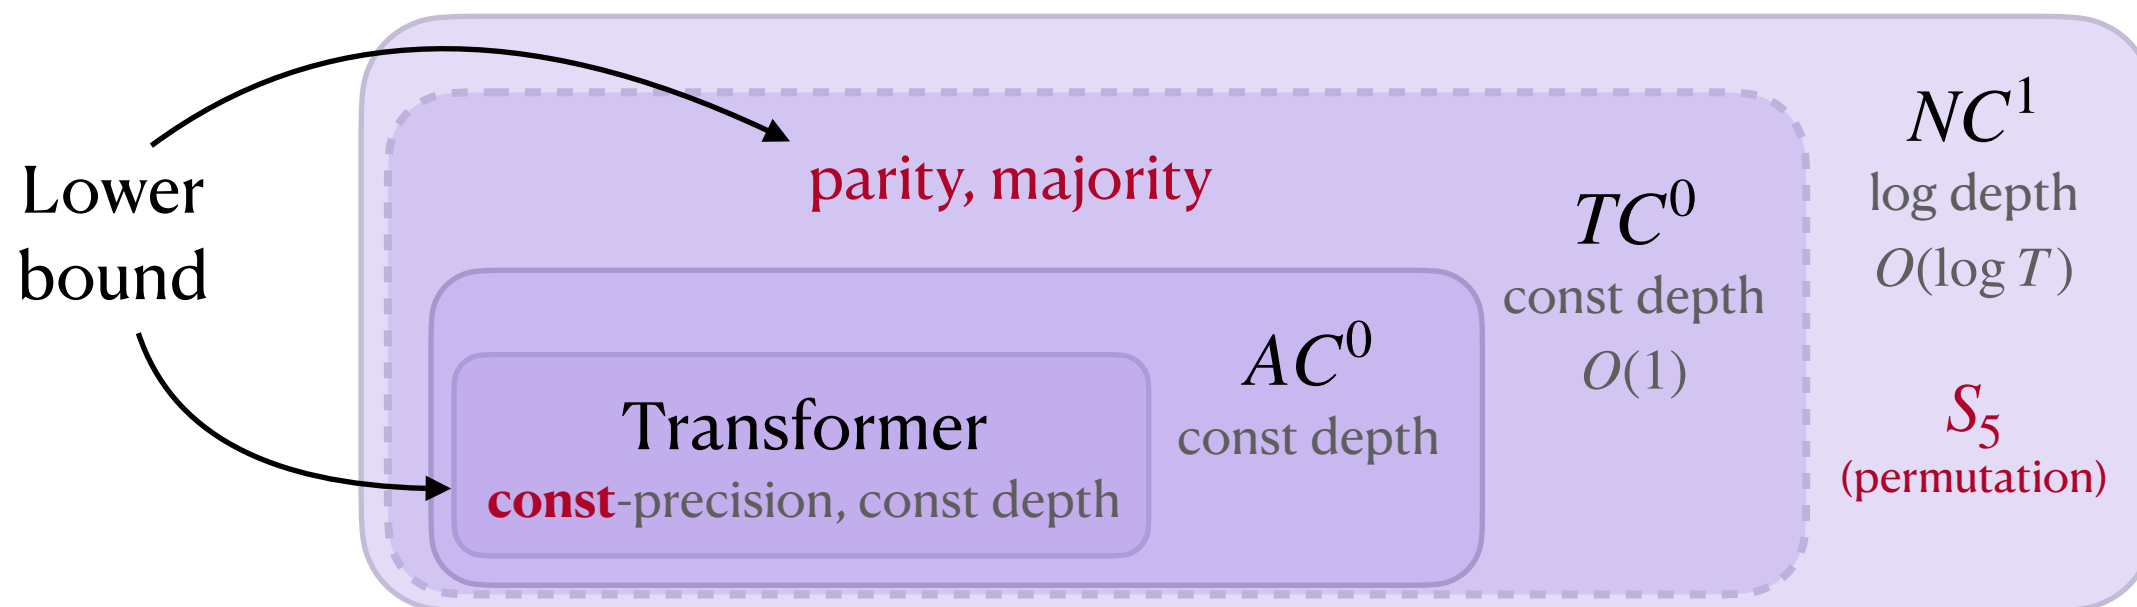 Lower
bound
parity, majority
NC¹
log depth
O(log T)
S₅
(permutation)
TC⁰
const depth
O(1)
AC⁰
const depth
Transformer
const-precision, const depth